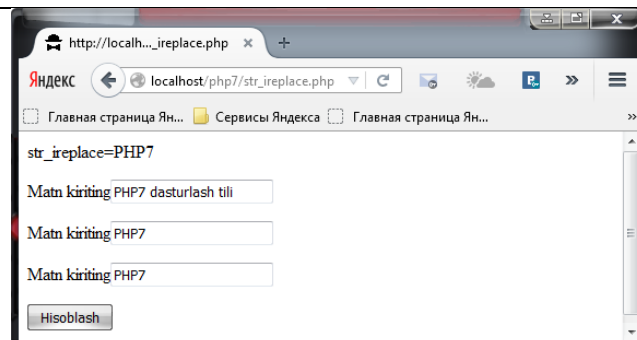 http://localh..._ireplace.php × +
Яндекс localhost/php7/str_ireplace.php
Главная страница Ян... Сервисы Яндекса Главная страница Ян... »
str_ireplace=PHP7
Matn kiriting PHP7 dasturlash tili
Matn kiriting PHP7
Matn kiriting PHP7
Hisoblash